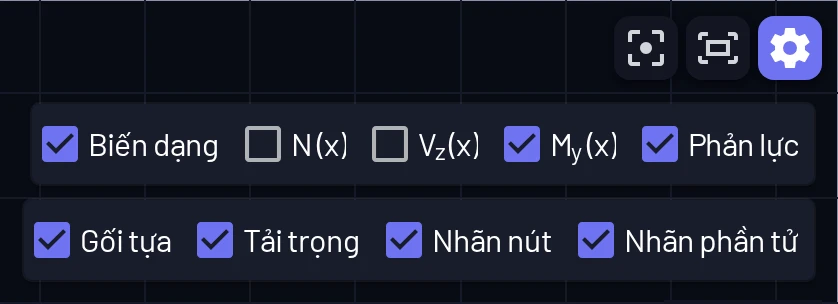 Biến dạng N(x) Vz(x) My(x) Phản lực
Gối tựa Tải trọng Nhãn nút Nhãn phần tử